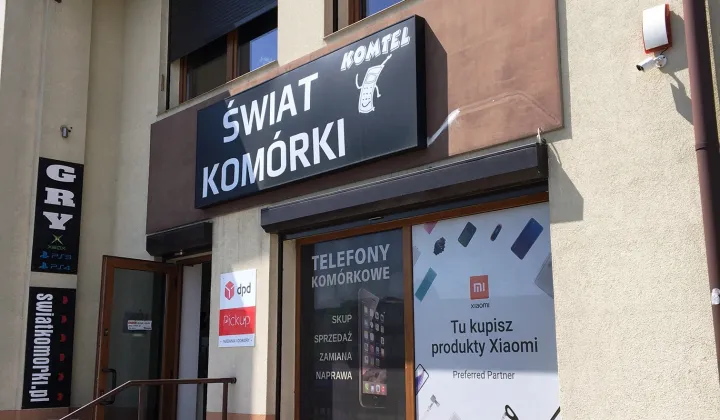 KOMTEL
ŚWIAT
KOMÓRKI
GRY
XBOX
PS3
PS4
swiatkomorki.pl
dpd
Pickup
TELEFONY
KOMÓRKOWE
SKUP
SPRZEDAŻ
ZAMIANA
NAPRAWA
mi
XIAOMI
Tu kupisz
produkty Xiaomi
Preferred Partner